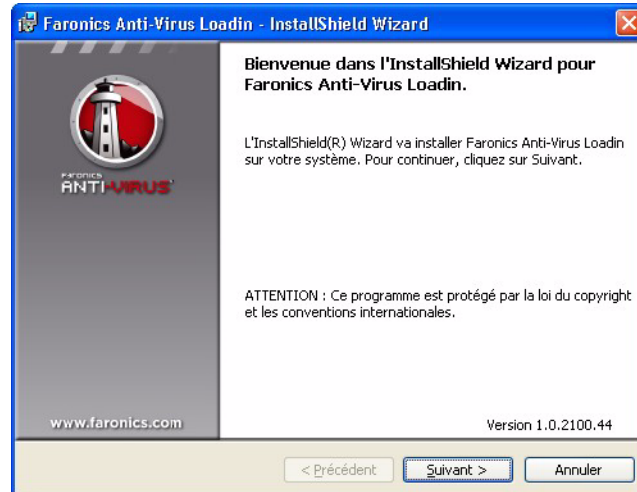 Faronics Anti-Virus Loadin - InstallShield Wizard
Bienvenue dans l'InstallShield Wizard pour
Faronics Anti-Virus Loadin.
L'InstallShield(R) Wizard va installer Faronics Anti-Virus Loadin
sur votre système. Pour continuer, cliquez sur Suivant.
FARONICS
ANTI-VIRUS
ATTENTION : Ce programme est protégé par la loi du copyright
et les conventions internationales.
www.faronics.com
Version 1.0.2100.44
< Précédent
Suivant >
Annuler